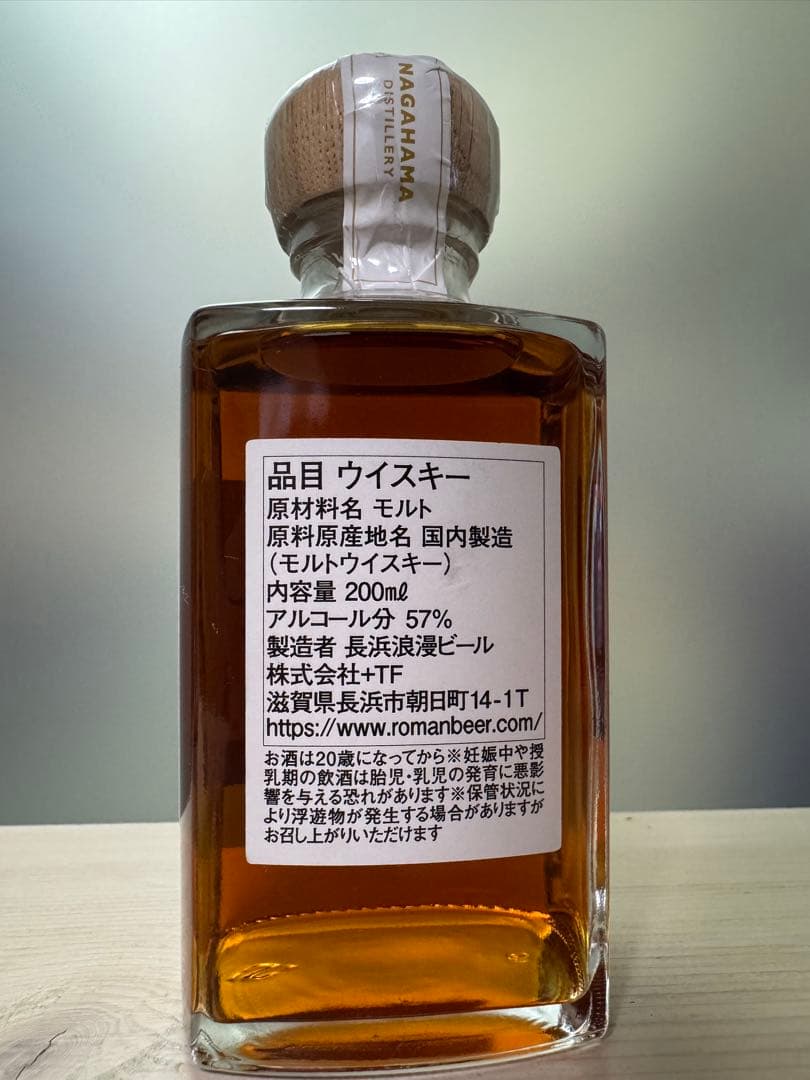 NAGAHAMA
DISTILLERY
品目 ウイスキー
原材料名 モルト
原料原産地名 国内製造
（モルトウイスキー）
内容量 200㎖
アルコール分 57%
製造者 長浜浪漫ビール
株式会社+TF
滋賀県長浜市朝日町14-1T
https://www.romanbeer.com/
お酒は20歳になってから※妊娠中や授
乳期の飲酒は胎児・乳児の発育に悪影
響を与える恐れがあります※保管状況に
より浮遊物が発生する場合がありますが
お召し上がりいただけます